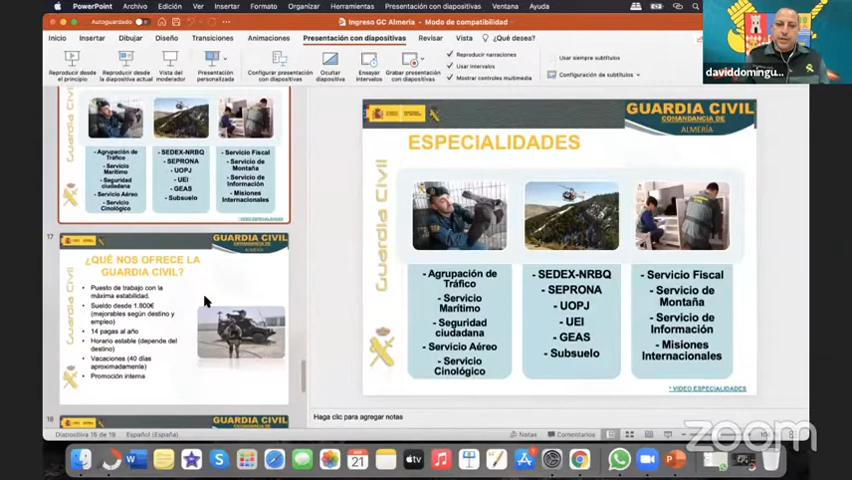 PowerPoint Archivo Edición Ver Insertar Formato Organizar Herramientas Presentación con diapositivas Ventana Ayuda
Autoguardado
Ingreso GC Almeria - Modo de compatibilidad
Inicio Insertar Dibujar Diseño Transiciones Animaciones Presentación con diapositivas Revisar Vista ¿Qué desea?
Reproducir desde el principio
Reproducir desde la diapositiva actual
Vista del moderador
Presentación personalizada
Configurar presentación con diapositivas
Ocultar diapositiva
Ensayar intervalos
Grabar presentación con diapositivas
Reproducir narraciones
Usar intervalos
Mostrar controles multimedia
Usar siempre subtítulos
Configuración de subtítulos
daviddomingu...
Guardia Civil
- Agrupación de
Tráfico
- Servicio
Marítimo
- Seguridad
ciudadana
- Servicio Aéreo
- Servicio
Cinológico
- SEDEX-NRBQ
- SEPRONA
- UOPJ
- UEI
- GEAS
- Subsuelo
- Servicio Fiscal
- Servicio de
Montaña
- Servicio de
Información
- Misiones
Internacionales
* VIDEO ESPECIALIDADES
17
GUARDIA CIVIL
COMANDANCIA DE
ALMERÍA
¿QUÉ NOS OFRECE LA
GUARDIA CIVIL?
Guardia Civil
• Puesto de trabajo con la
máxima estabilidad.
• Sueldo desde 1.800€
(mejorables según destino y
empleo)
• 14 pagas al año
• Horario estable (depende del
destino)
• Vacaciones (40 días
aproximadamente)
• Promoción interna
18
GUARDIA CIVIL
GUARDIA CIVIL
COMANDANCIA DE
ALMERÍA
ESPECIALIDADES
Guardia Civil
- Agrupación de
Tráfico
- Servicio
Marítimo
- Seguridad
ciudadana
- Servicio Aéreo
- Servicio
Cinológico
- SEDEX-NRBQ
- SEPRONA
- UOPJ
- UEI
- GEAS
- Subsuelo
- Servicio Fiscal
- Servicio de
Montaña
- Servicio de
Información
- Misiones
Internacionales
* VIDEO ESPECIALIDADES
Haga clic para agregar notas
Diapositiva 16 de 19 Español (España) Notas Comentarios
zoom
21